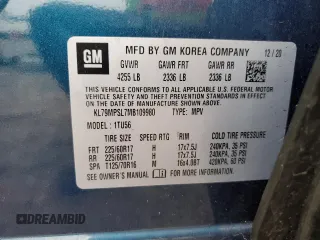 GM
MFD BY GM KOREA COMPANY 12 / 20
GVWR GAWR FRT GAWR RR
4255 LB 2336 LB 2336 LB
THIS VEHICLE CONFORMS TO ALL APPLICABLE U.S. FEDERAL
MOTOR VEHICLE SAFETY, BUMPER, AND THEFT PREVENTION
STANDARDS IN EFFECT ON THE DATE OF MANUFACTURE SHOWN ABOVE.
KL79MPSL7MB109980 TYPE: MPV
MODEL: 1TU56
TIRE SIZE SPEED RTG RIM COLD TIRE PRESSURE
FRT 225/60R17 H 17x7.5J 240KPA, 35 PSI
RR 225/60R17 H 17x7.5J 240KPA, 35 PSI
SPA T125/70R16 M 16x4.0BT 420KPA, 60 PSI
SEE OWNER'S MANUAL FOR ADDITIONAL INFORMATION.
© DREAMBID